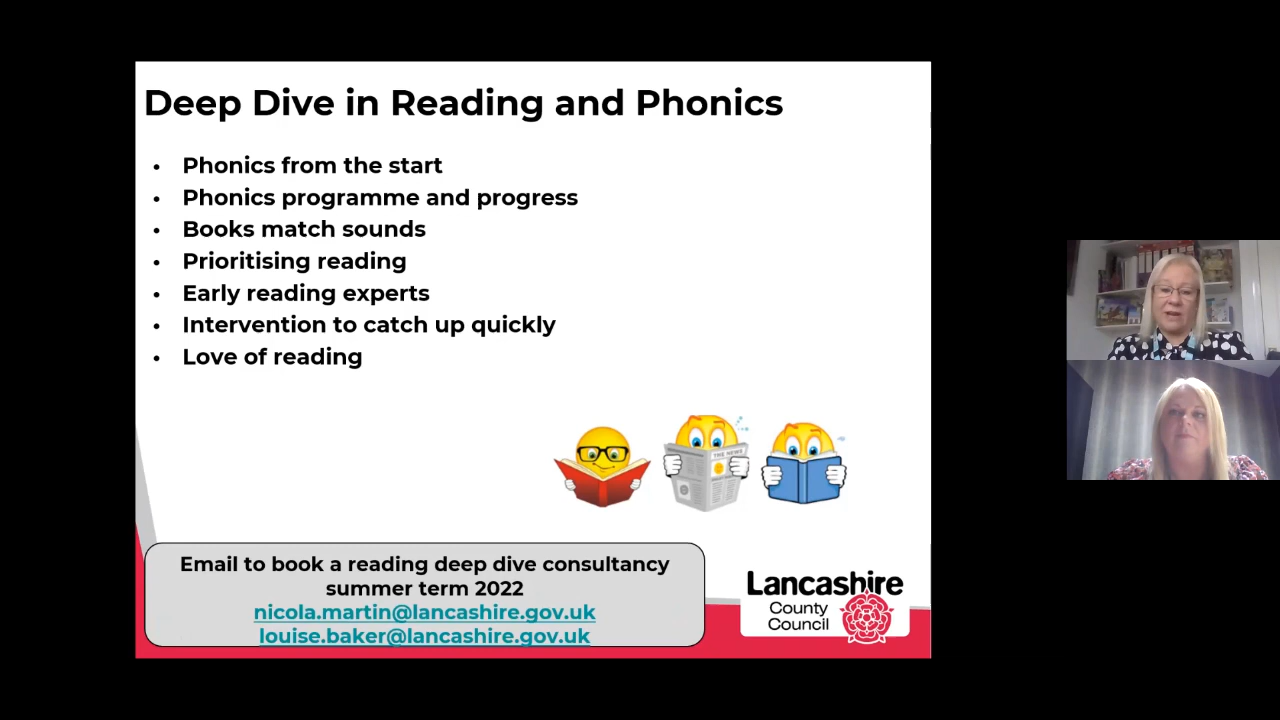 Deep Dive in Reading and Phonics
• Phonics from the start
• Phonics programme and progress
• Books match sounds
• Prioritising reading
• Early reading experts
• Intervention to catch up quickly
• Love of reading
THE NEWS
Email to book a reading deep dive consultancy
summer term 2022
nicola.martin@lancashire.gov.uk
louise.baker@lancashire.gov.uk
Lancashire
County
Council